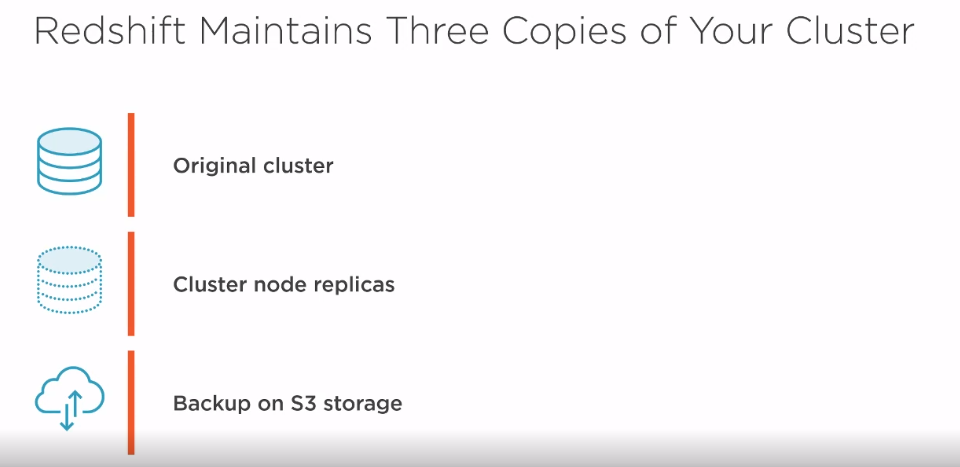 Redshift Maintains Three Copies of Your Cluster
Original cluster
Cluster node replicas
Backup on S3 storage